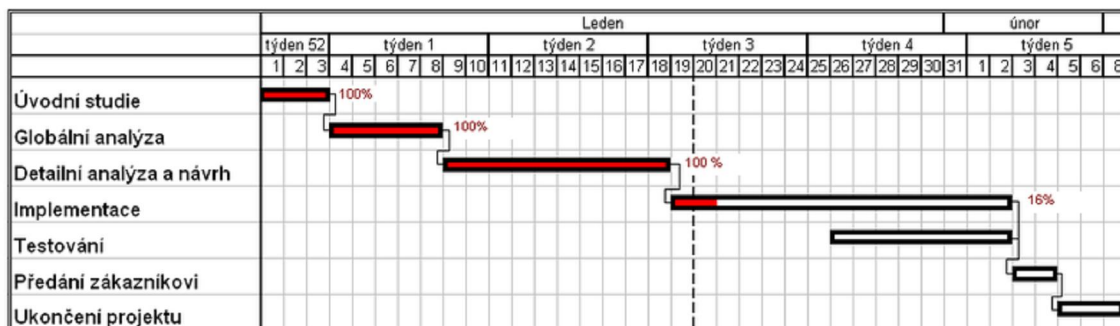 Leden únor
týden 52 týden 1 týden 2 týden 3 týden 4 týden 5
1 2 3 4 5 6 7 8 9 10 11 12 13 14 15 16 17 18 19 20 21 22 23 24 25 26 27 28 29 30 31 1 2 3 4 5 6
Úvodní studie 100%
Globální analýza 100%
Detailní analýza a návrh 100 %
Implementace 16%
Testování
Předání zákazníkovi
Ukončení projektu